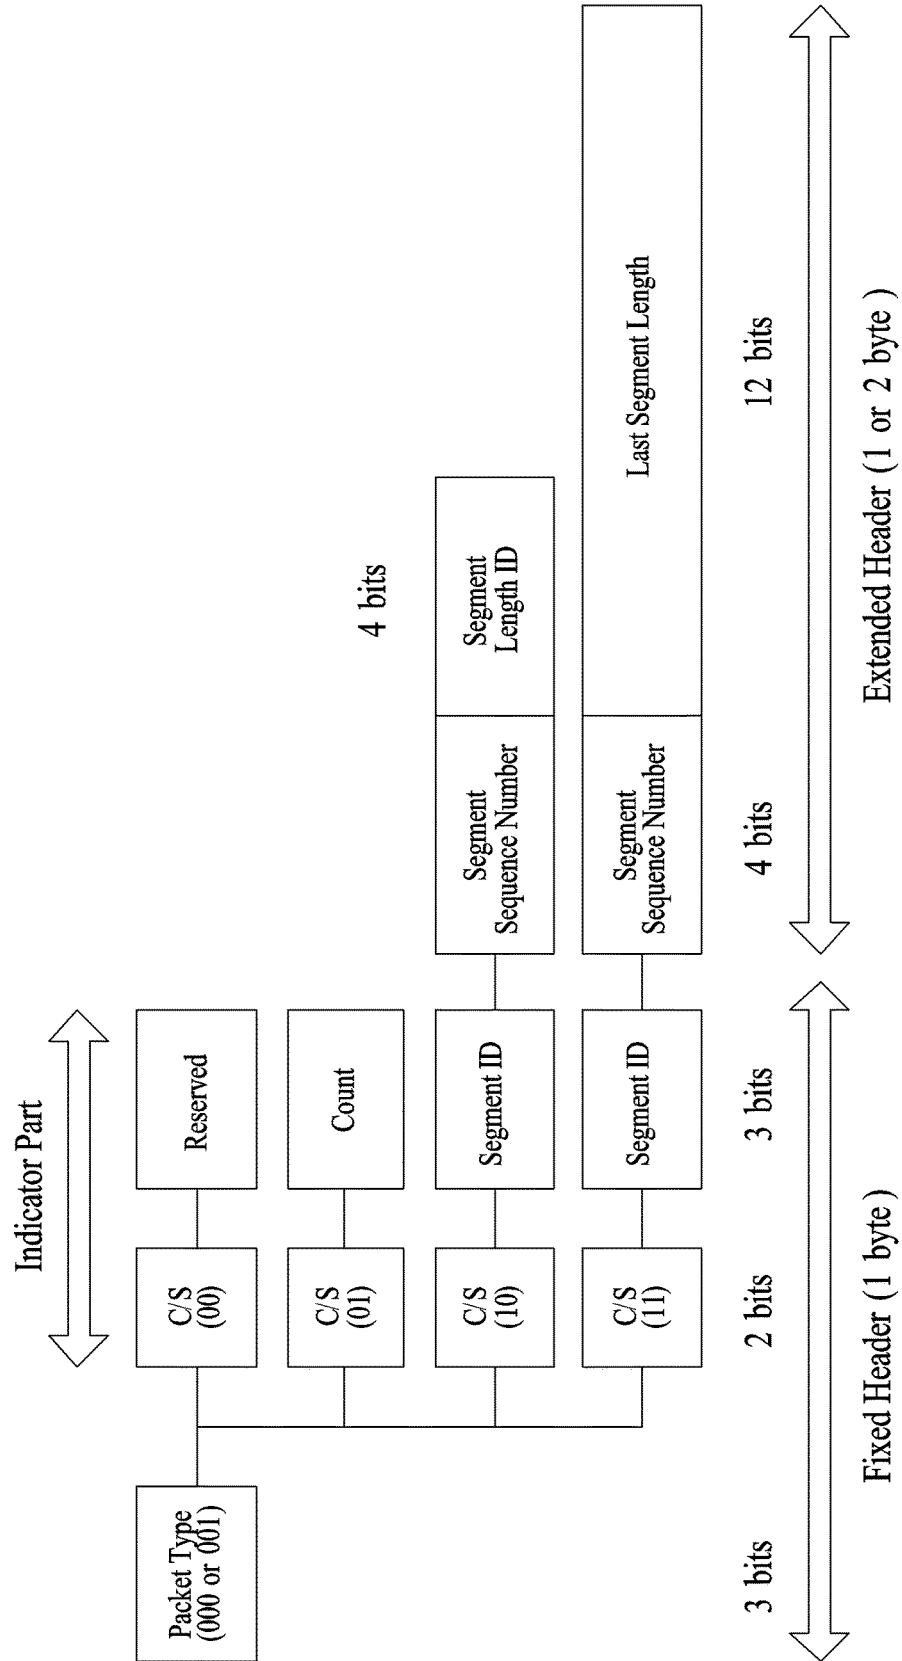 Indicator Part
Packet Type
(000 or 001)
C/S
(00)
Reserved
C/S
(01)
Count
4 bits
C/S
(10)
Segment ID
Segment
Sequence Number
Segment
Length ID
C/S
(11)
Segment ID
Segment
Sequence Number
Last Segment Length
3 bits
2 bits
3 bits
4 bits
12 bits
Fixed Header (1 byte)
Extended Header (1 or 2 byte)